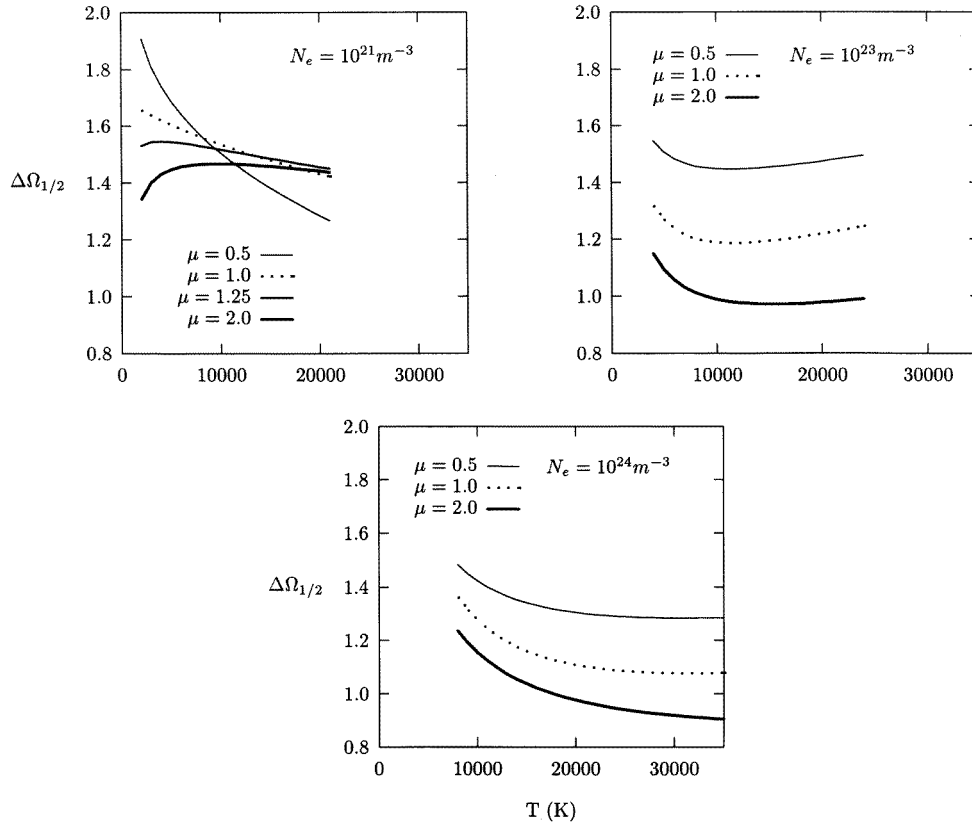 2.0
1.8
1.6
1.4
1.2
1.0
0.8
ΔΩ1/2
N_e = 10^{21}m^{-3}
μ = 0.5
μ = 1.0
μ = 1.25
μ = 2.0
0 10000 20000 30000
2.0
1.8
1.6
1.4
1.2
1.0
0.8
μ = 0.5
μ = 1.0
μ = 2.0
N_e = 10^{23}m^{-3}
0 10000 20000 30000
2.0
1.8
1.6
1.4
1.2
1.0
0.8
ΔΩ1/2
μ = 0.5
μ = 1.0
μ = 2.0
N_e = 10^{24}m^{-3}
0 10000 20000 30000
T (K)